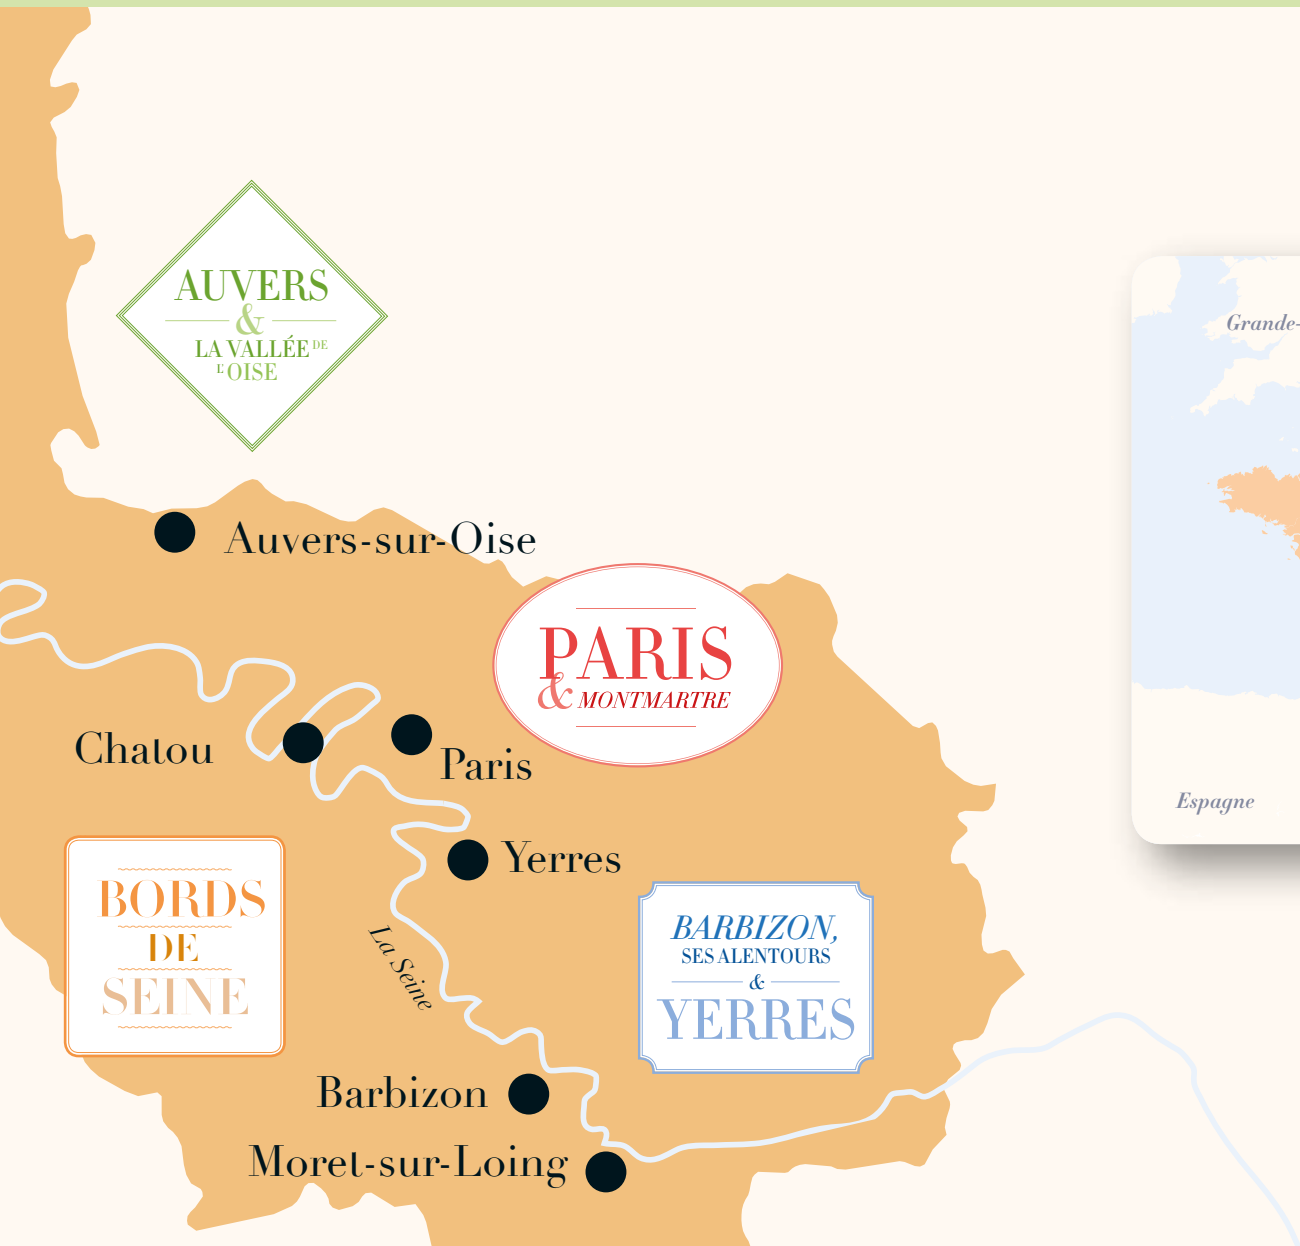 AUVERS
&
LA VALLÉE DE
L'OISE
Grande-
Auvers-sur-Oise
PARIS
& MONTMARTRE
Chatou
Paris
Espagne
Yerres
BORDS
DE
SEINE
La Seine
BARBIZON,
SES ALENTOURS
&
YERRES
Barbizon
Moret-sur-Loing